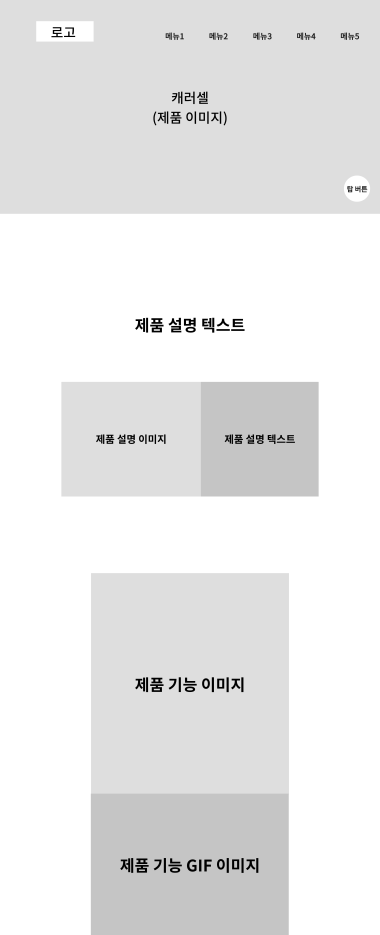 로고
메뉴1 메뉴2 메뉴3 메뉴4 메뉴5
캐러셀
(제품 이미지)
탑 버튼
제품 설명 텍스트
제품 설명 이미지
제품 설명 텍스트
제품 기능 이미지
제품 기능 GIF 이미지